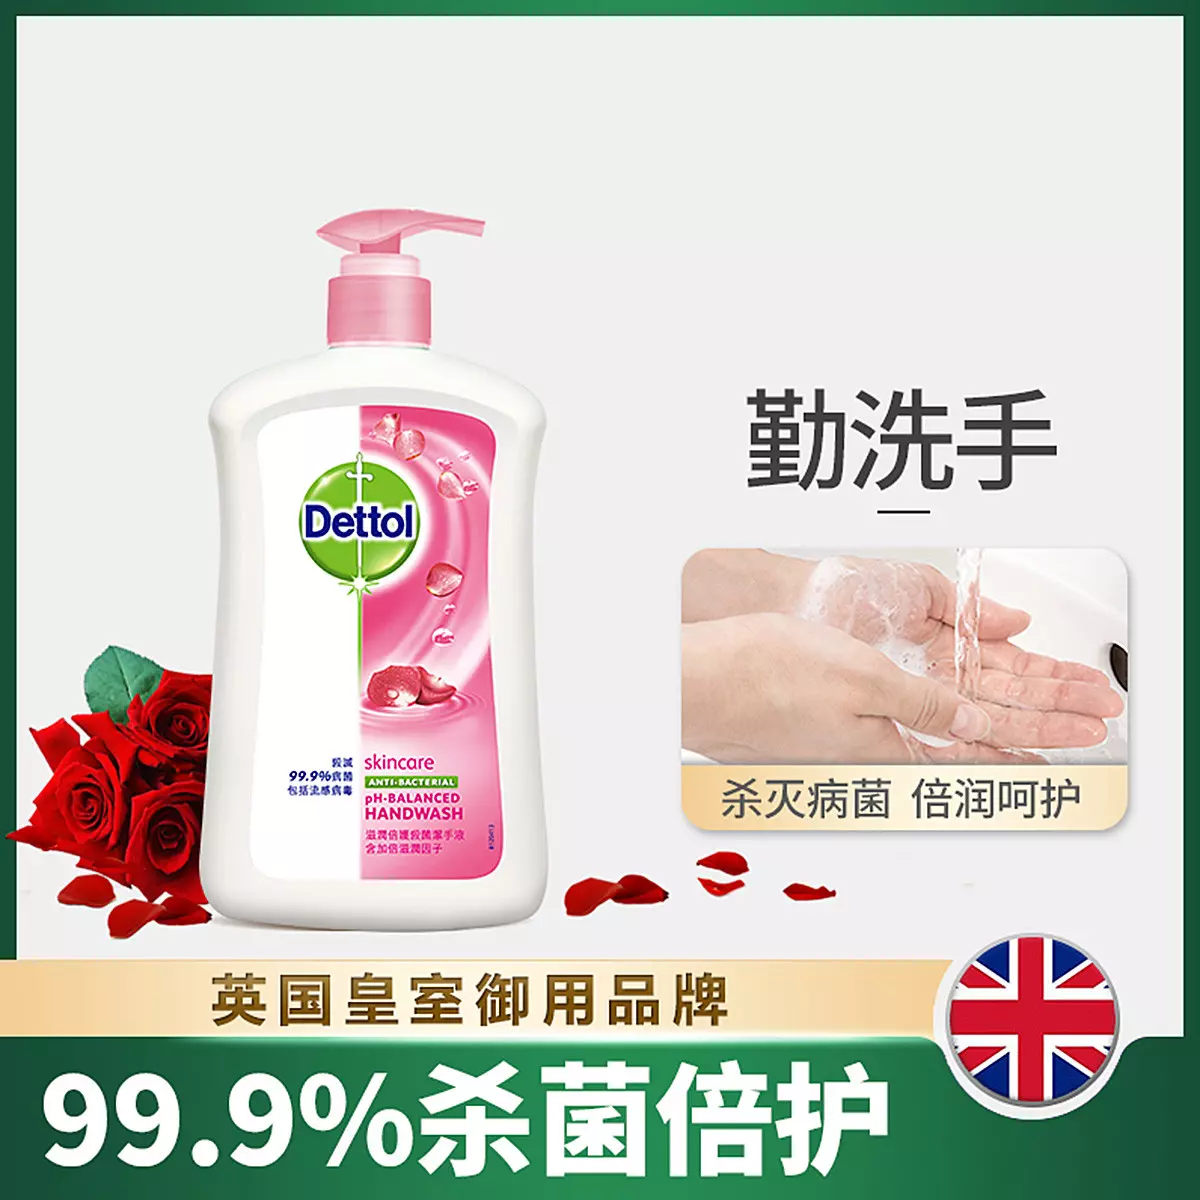 勤洗手
Dettol
殺滅
99.9%病菌
包括流感病毒
skincare
ANTI-BACTERIAL
pH-BALANCED
HANDWASH
滋潤倍護殺菌潔手液
含加倍滋潤因子
杀灭病菌 倍润呵护
英国皇室御用品牌
99.9%杀菌倍护